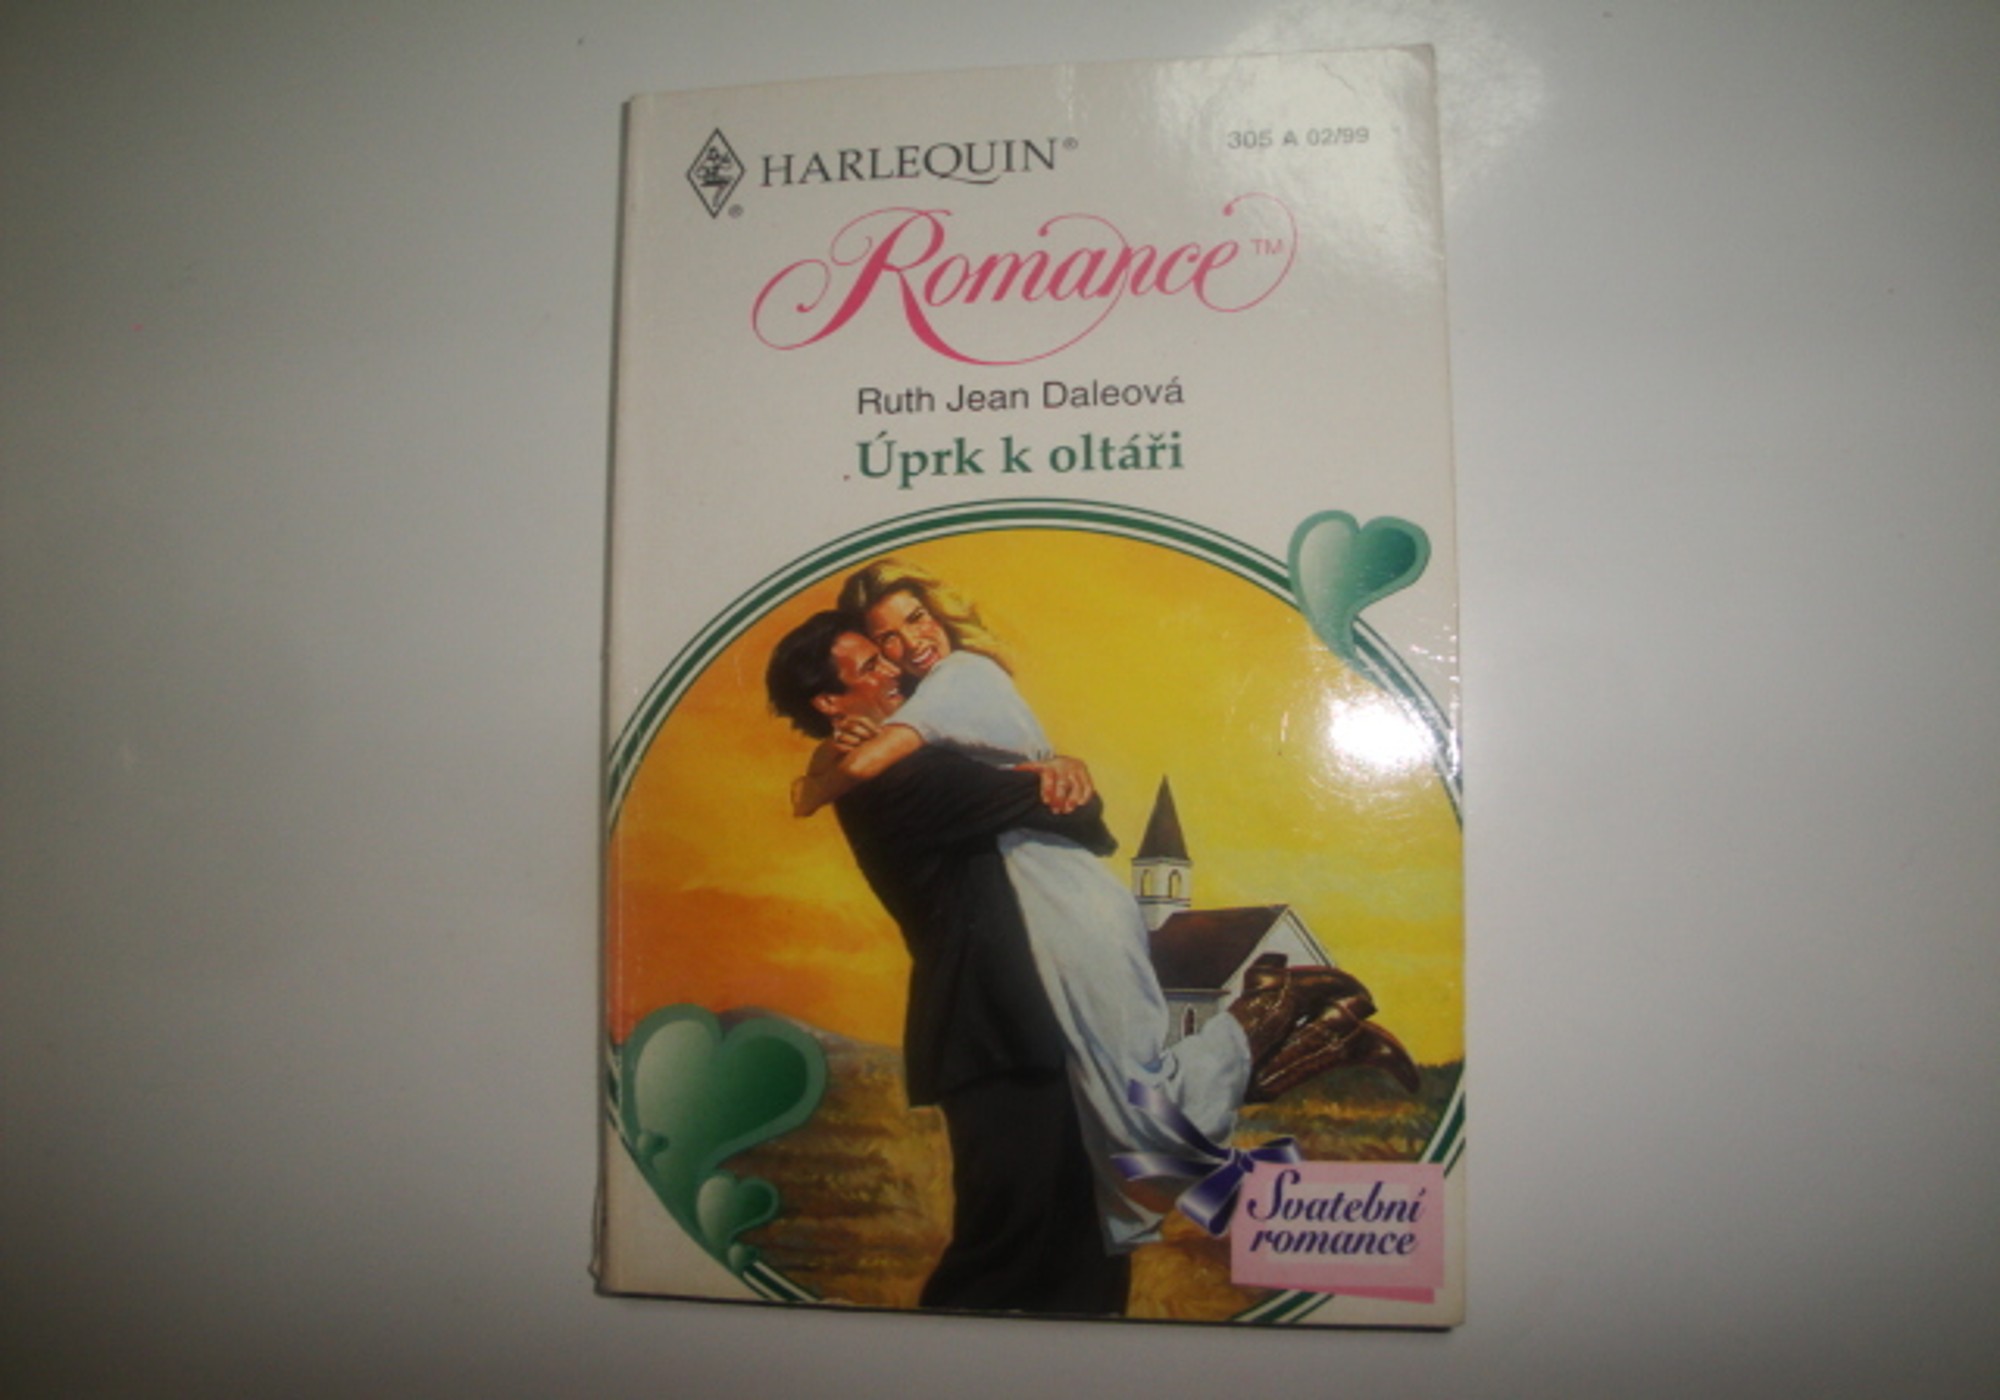 HARLEQUIN®
305 A 02/99
®
Romance™
Ruth Jean Daleová
Úprk k oltáři
Svatební
romance